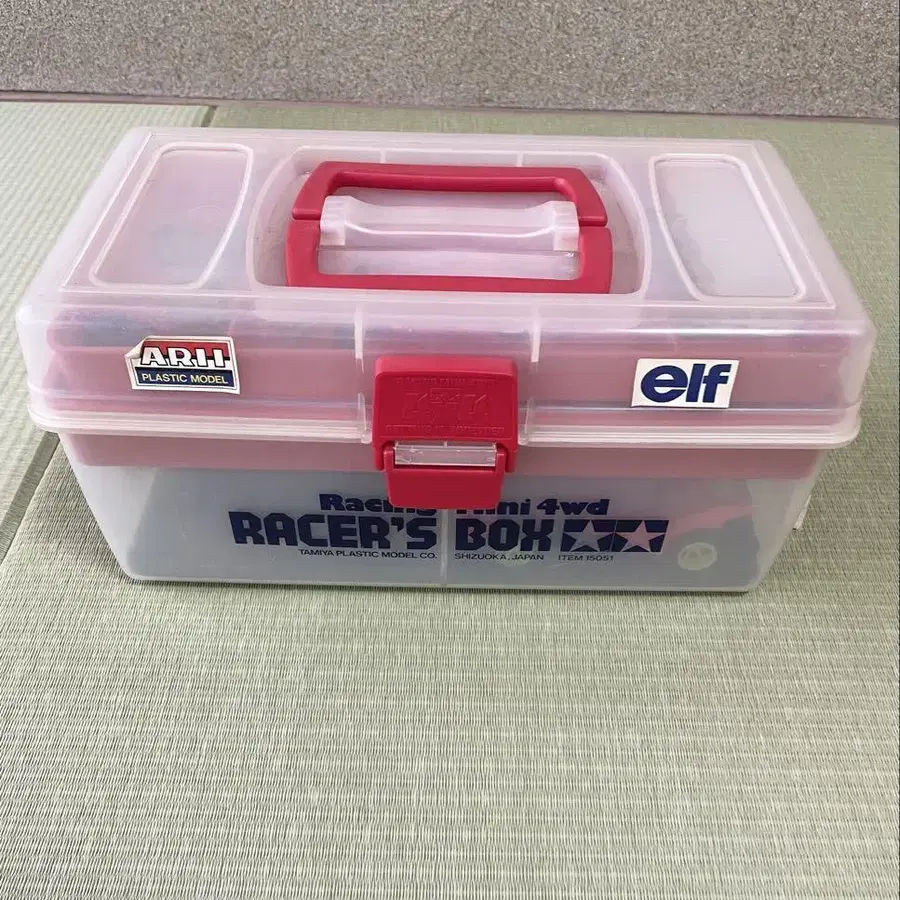 ARII
PLASTIC MODEL
elf
Racing Mini 4wd
RACER'S BOX
TAMIYA PLASTIC MODEL CO. SHIZUOKA, JAPAN ITEM 15051